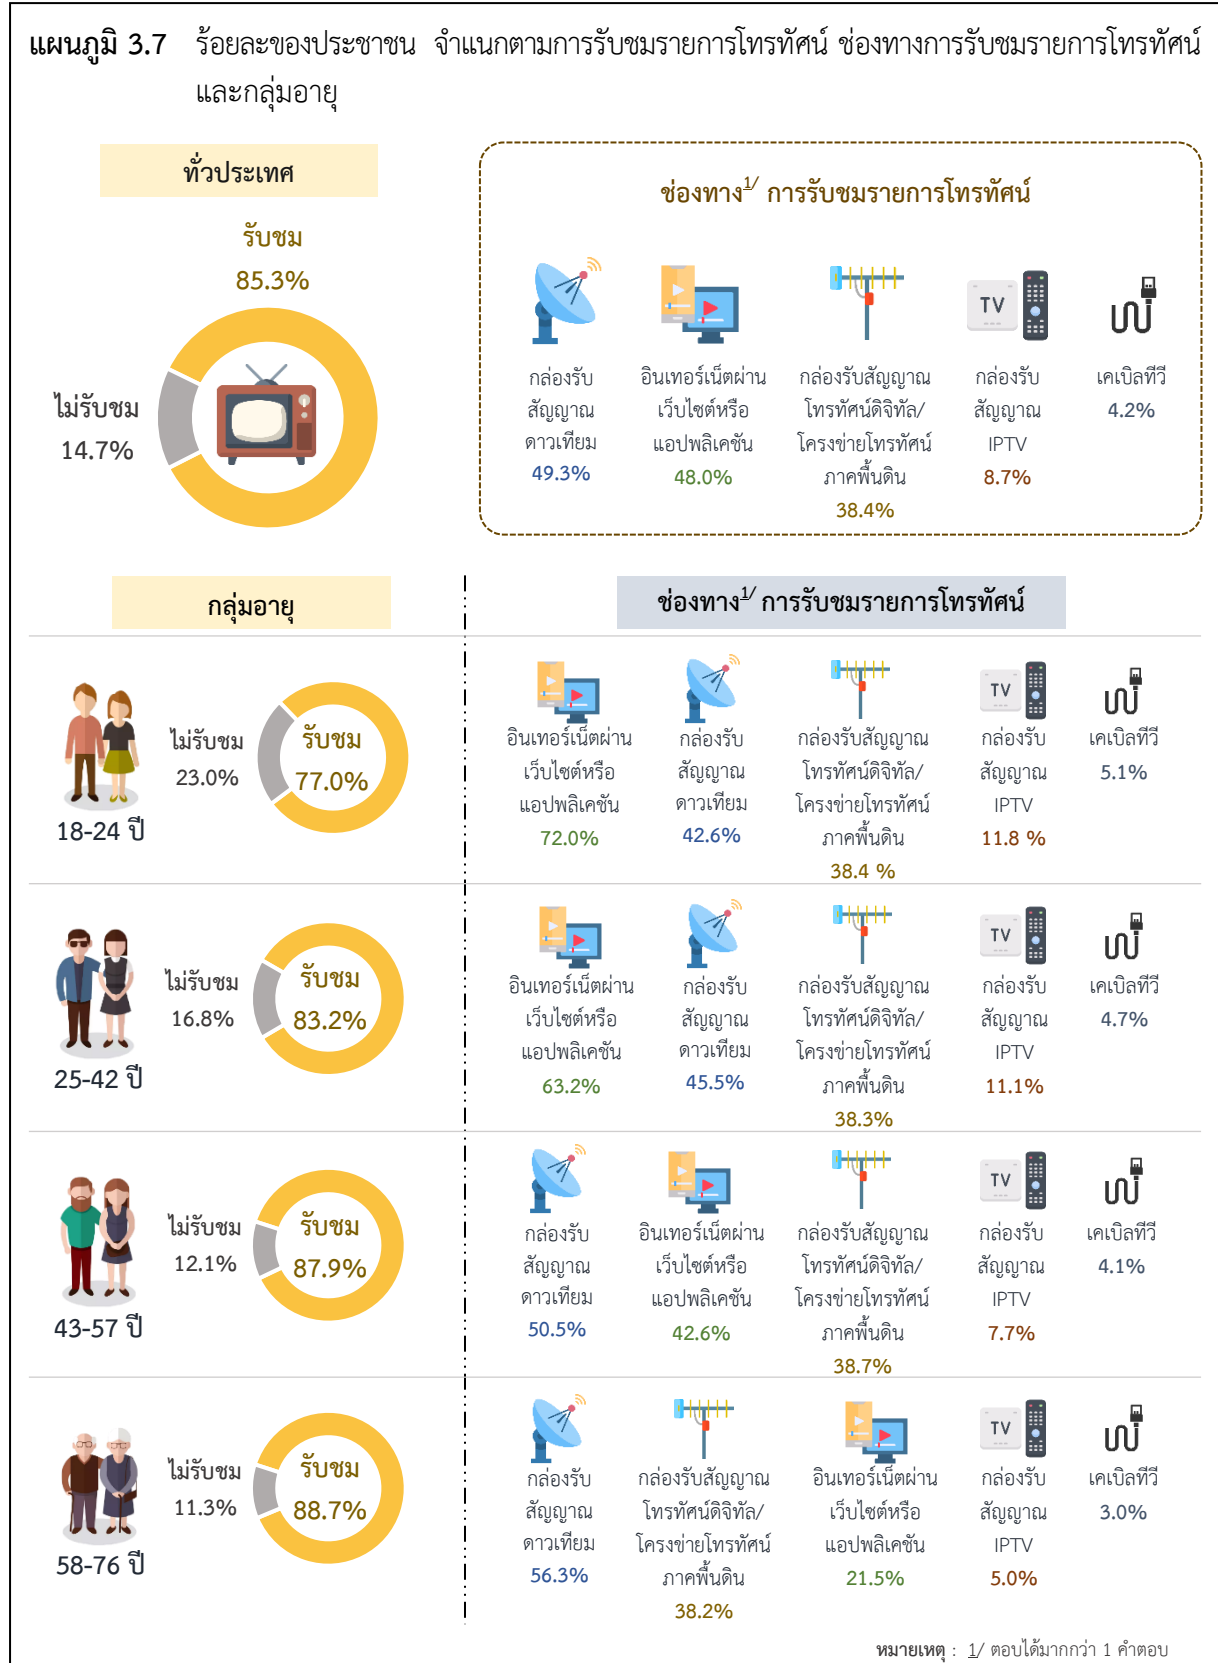 แผนภูมิ 3.7 ร้อยละของประชาชน จำแนกตามการรับชมรายการโทรทัศน์ ช่องทางการรับชมรายการโทรทัศน์
และกลุ่มอายุ
ทั่วประเทศ
รับชม
85.3%
ไม่รับชม
14.7%
ช่องทาง1/ การรับชมรายการโทรทัศน์
TV
กล่องรับ
สัญญาณ
ดาวเทียม
49.3%
อินเทอร์เน็ตผ่าน
เว็บไซต์หรือ
แอปพลิเคชัน
48.0%
กล่องรับสัญญาณ
โทรทัศน์ดิจิทัล/
โครงข่ายโทรทัศน์
ภาคพื้นดิน
38.4%
กล่องรับ
สัญญาณ
IPTV
8.7%
เคเบิลทีวี
4.2%
กลุ่มอายุ
ช่องทาง1/ การรับชมรายการโทรทัศน์
18-24 ปี
ไม่รับชม
23.0%
รับชม
77.0%
อินเทอร์เน็ตผ่าน
เว็บไซต์หรือ
แอปพลิเคชัน
72.0%
กล่องรับ
สัญญาณ
ดาวเทียม
42.6%
กล่องรับสัญญาณ
โทรทัศน์ดิจิทัล/
โครงข่ายโทรทัศน์
ภาคพื้นดิน
38.4 %
TV
กล่องรับ
สัญญาณ
IPTV
11.8 %
เคเบิลทีวี
5.1%
25-42 ปี
ไม่รับชม
16.8%
รับชม
83.2%
อินเทอร์เน็ตผ่าน
เว็บไซต์หรือ
แอปพลิเคชัน
63.2%
กล่องรับ
สัญญาณ
ดาวเทียม
45.5%
กล่องรับสัญญาณ
โทรทัศน์ดิจิทัล/
โครงข่ายโทรทัศน์
ภาคพื้นดิน
38.3%
TV
กล่องรับ
สัญญาณ
IPTV
11.1%
เคเบิลทีวี
4.7%
43-57 ปี
ไม่รับชม
12.1%
รับชม
87.9%
กล่องรับ
สัญญาณ
ดาวเทียม
50.5%
อินเทอร์เน็ตผ่าน
เว็บไซต์หรือ
แอปพลิเคชัน
42.6%
กล่องรับสัญญาณ
โทรทัศน์ดิจิทัล/
โครงข่ายโทรทัศน์
ภาคพื้นดิน
38.7%
TV
กล่องรับ
สัญญาณ
IPTV
7.7%
เคเบิลทีวี
4.1%
58-76 ปี
ไม่รับชม
11.3%
รับชม
88.7%
กล่องรับ
สัญญาณ
ดาวเทียม
56.3%
กล่องรับสัญญาณ
โทรทัศน์ดิจิทัล/
โครงข่ายโทรทัศน์
ภาคพื้นดิน
38.2%
อินเทอร์เน็ตผ่าน
เว็บไซต์หรือ
แอปพลิเคชัน
21.5%
TV
กล่องรับ
สัญญาณ
IPTV
5.0%
เคเบิลทีวี
3.0%
หมายเหตุ : 1/ ตอบได้มากกว่า 1 คำตอบ